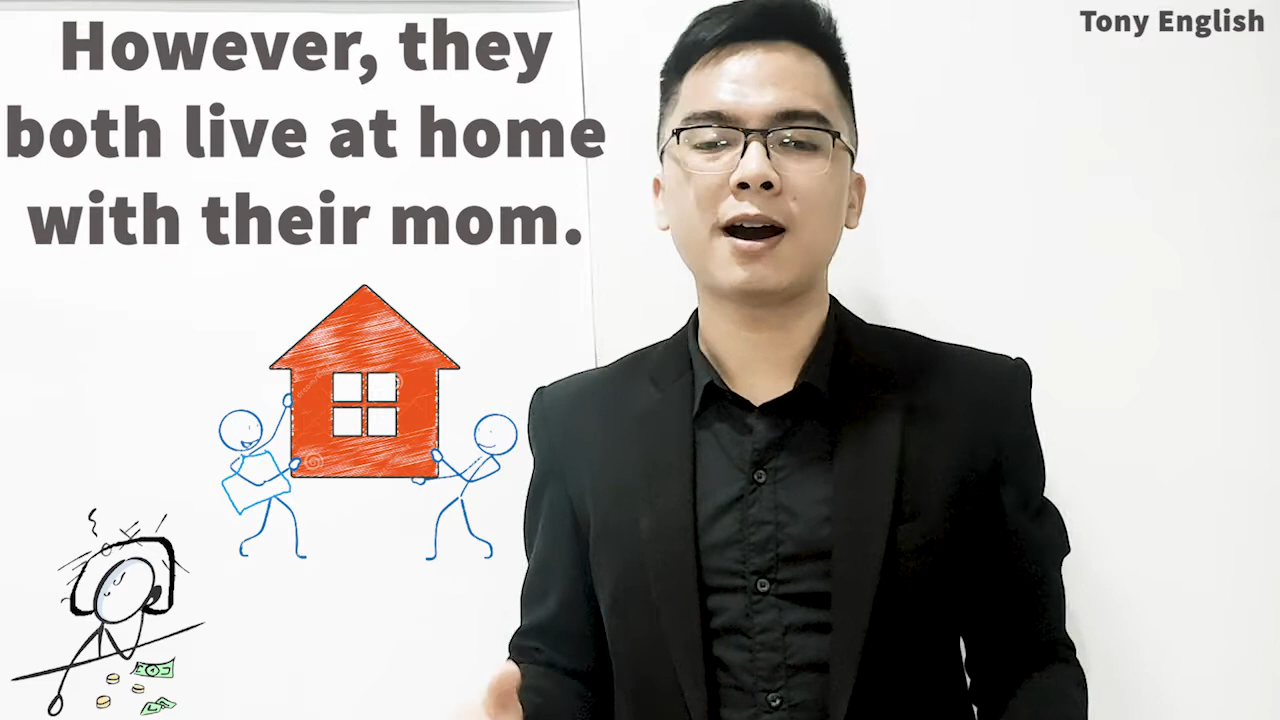 However, they
both live at home
with their mom.
Tony English